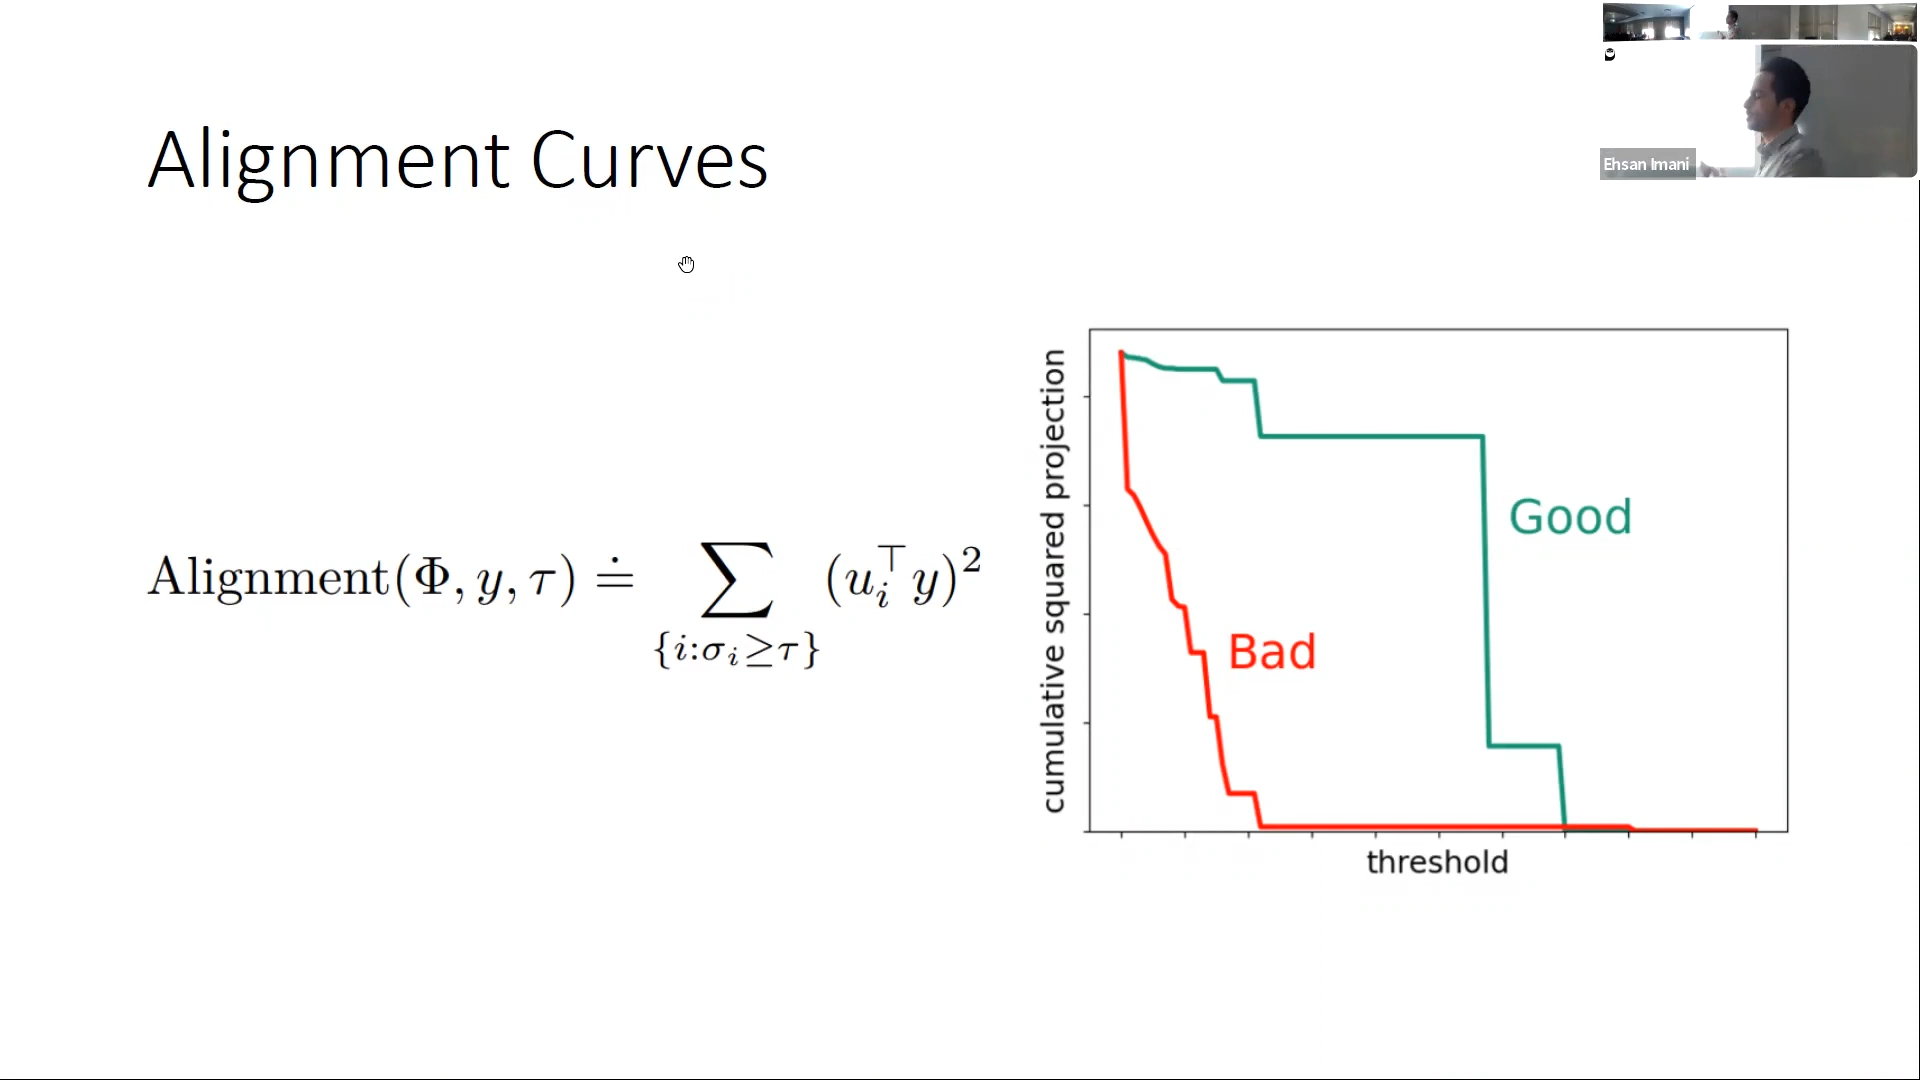 Alignment Curves
Ehsan Imani
Alignment(Φ, y, τ) ≐ ∑ (uᵢ⊤y)²
{i:σᵢ≥τ}
cumulative squared projection
Good
Bad
threshold